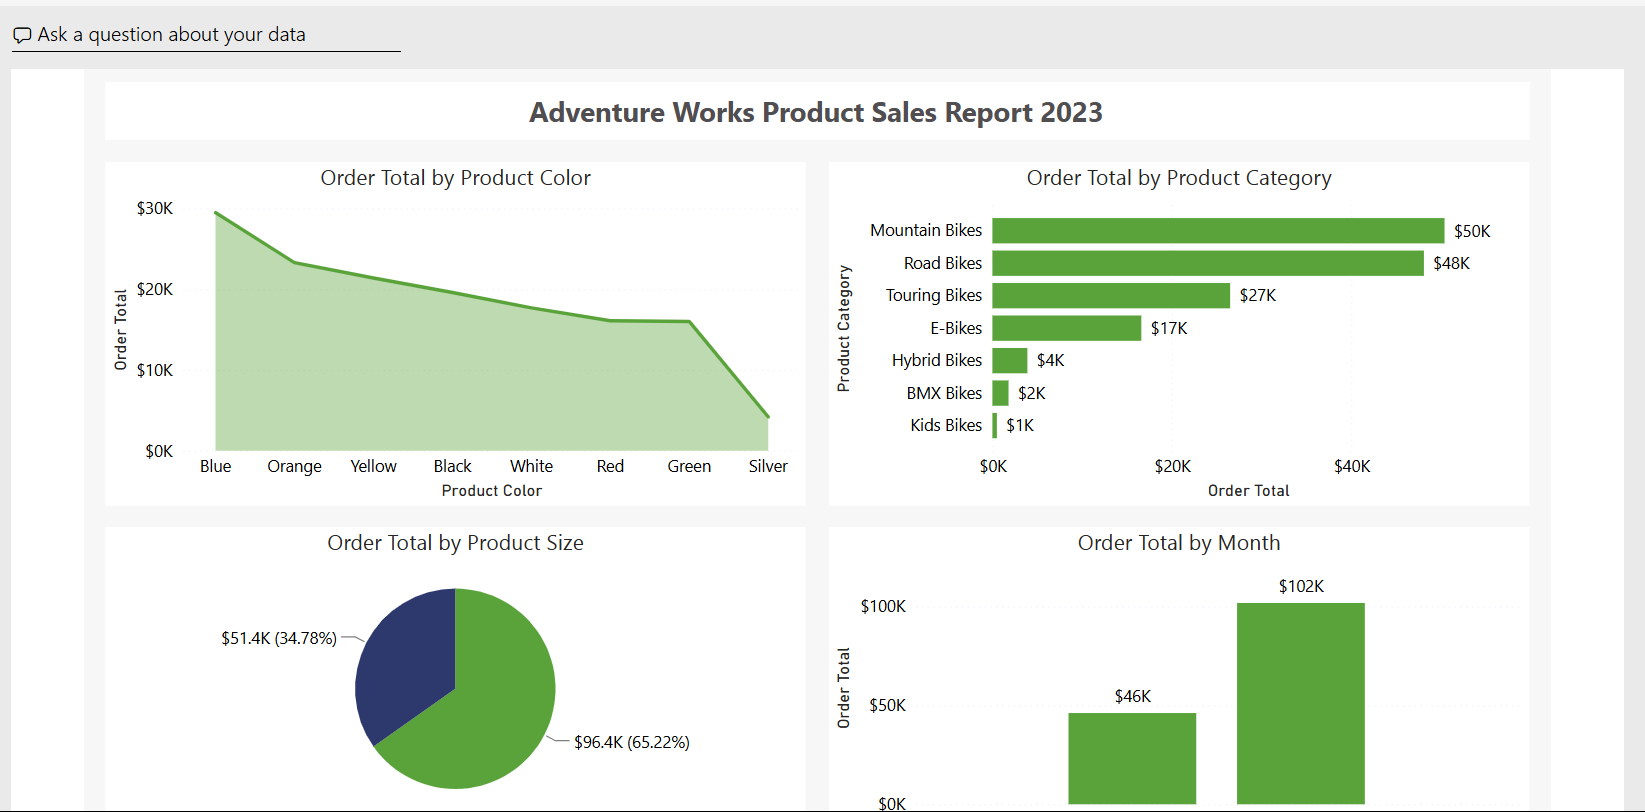 Ask a question about your data
Adventure Works Product Sales Report 2023
Order Total by Product Color
Order Total
$30K
$20K
$10K
$0K
Blue Orange Yellow Black White Red Green Silver
Product Color
Order Total by Product Category
Product Category
Mountain Bikes $50K
Road Bikes $48K
Touring Bikes $27K
E-Bikes $17K
Hybrid Bikes $4K
BMX Bikes $2K
Kids Bikes $1K
$0K $20K $40K
Order Total
Order Total by Product Size
$51.4K (34.78%)
$96.4K (65.22%)
Order Total by Month
Order Total
$100K
$50K
$0K
$46K
$102K